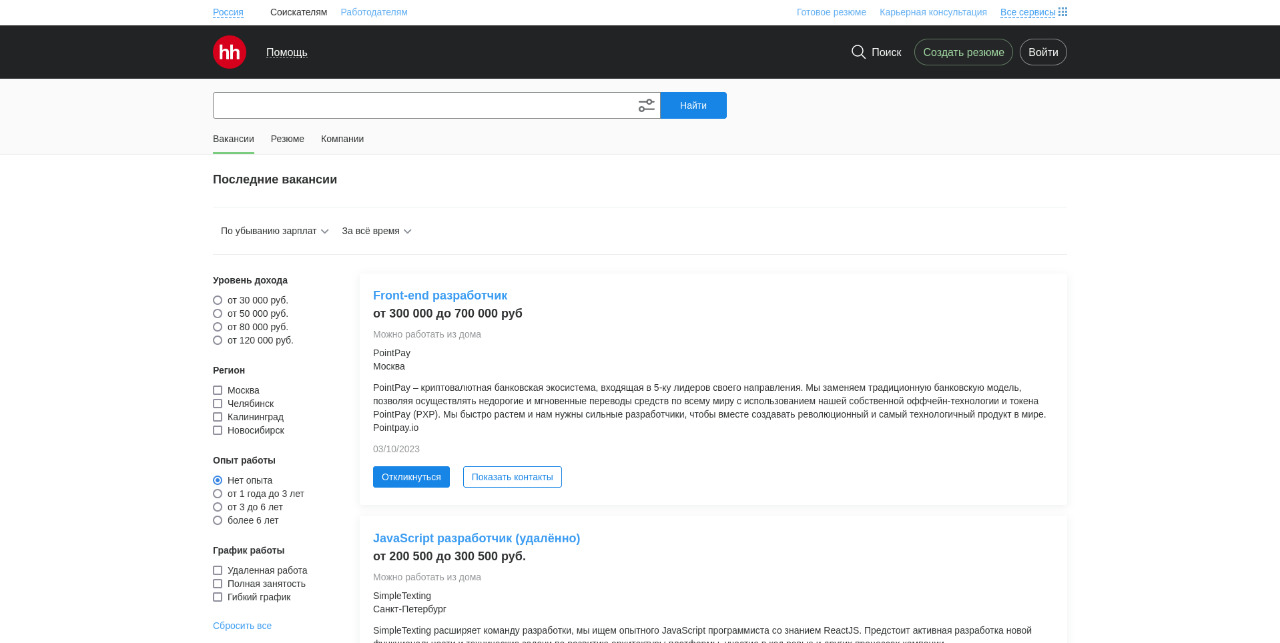 Россия Соискателям Работодателям Готовое резюме Карьерная консультация Все сервисы
hh Помощь Поиск Создать резюме Войти
Найти
Вакансии Резюме Компании
Последние вакансии
По убыванию зарплат За всё время
Уровень дохода
от 30 000 руб.
от 50 000 руб.
от 80 000 руб.
от 120 000 руб.
Регион
Москва
Челябинск
Калининград
Новосибирск
Опыт работы
Нет опыта
от 1 года до 3 лет
от 3 до 6 лет
более 6 лет
График работы
Удаленная работа
Полная занятость
Гибкий график
Сбросить все
Front-end разработчик
от 300 000 до 700 000 руб
Можно работать из дома
PointPay
Москва
PointPay – криптовалютная банковская экосистема, входящая в 5-ку лидеров своего направления. Мы заменяем традиционную банковскую модель,
позволяя осуществлять недорогие и мгновенные переводы средств по всему миру с использованием нашей собственной оффчейн-технологии и токена
PointPay (PXP). Мы быстро растем и нам нужны сильные разработчики, чтобы вместе создавать революционный и самый технологичный продукт в мире.
Pointpay.io
03/10/2023
Откликнуться Показать контакты
JavaScript разработчик (удалённо)
от 200 500 до 300 500 руб.
Можно работать из дома
SimpleTexting
Санкт-Петербург
SimpleTexting расширяет команду разработки, мы ищем опытного JavaScript программиста со знанием ReactJS. Предстоит активная разработка новой